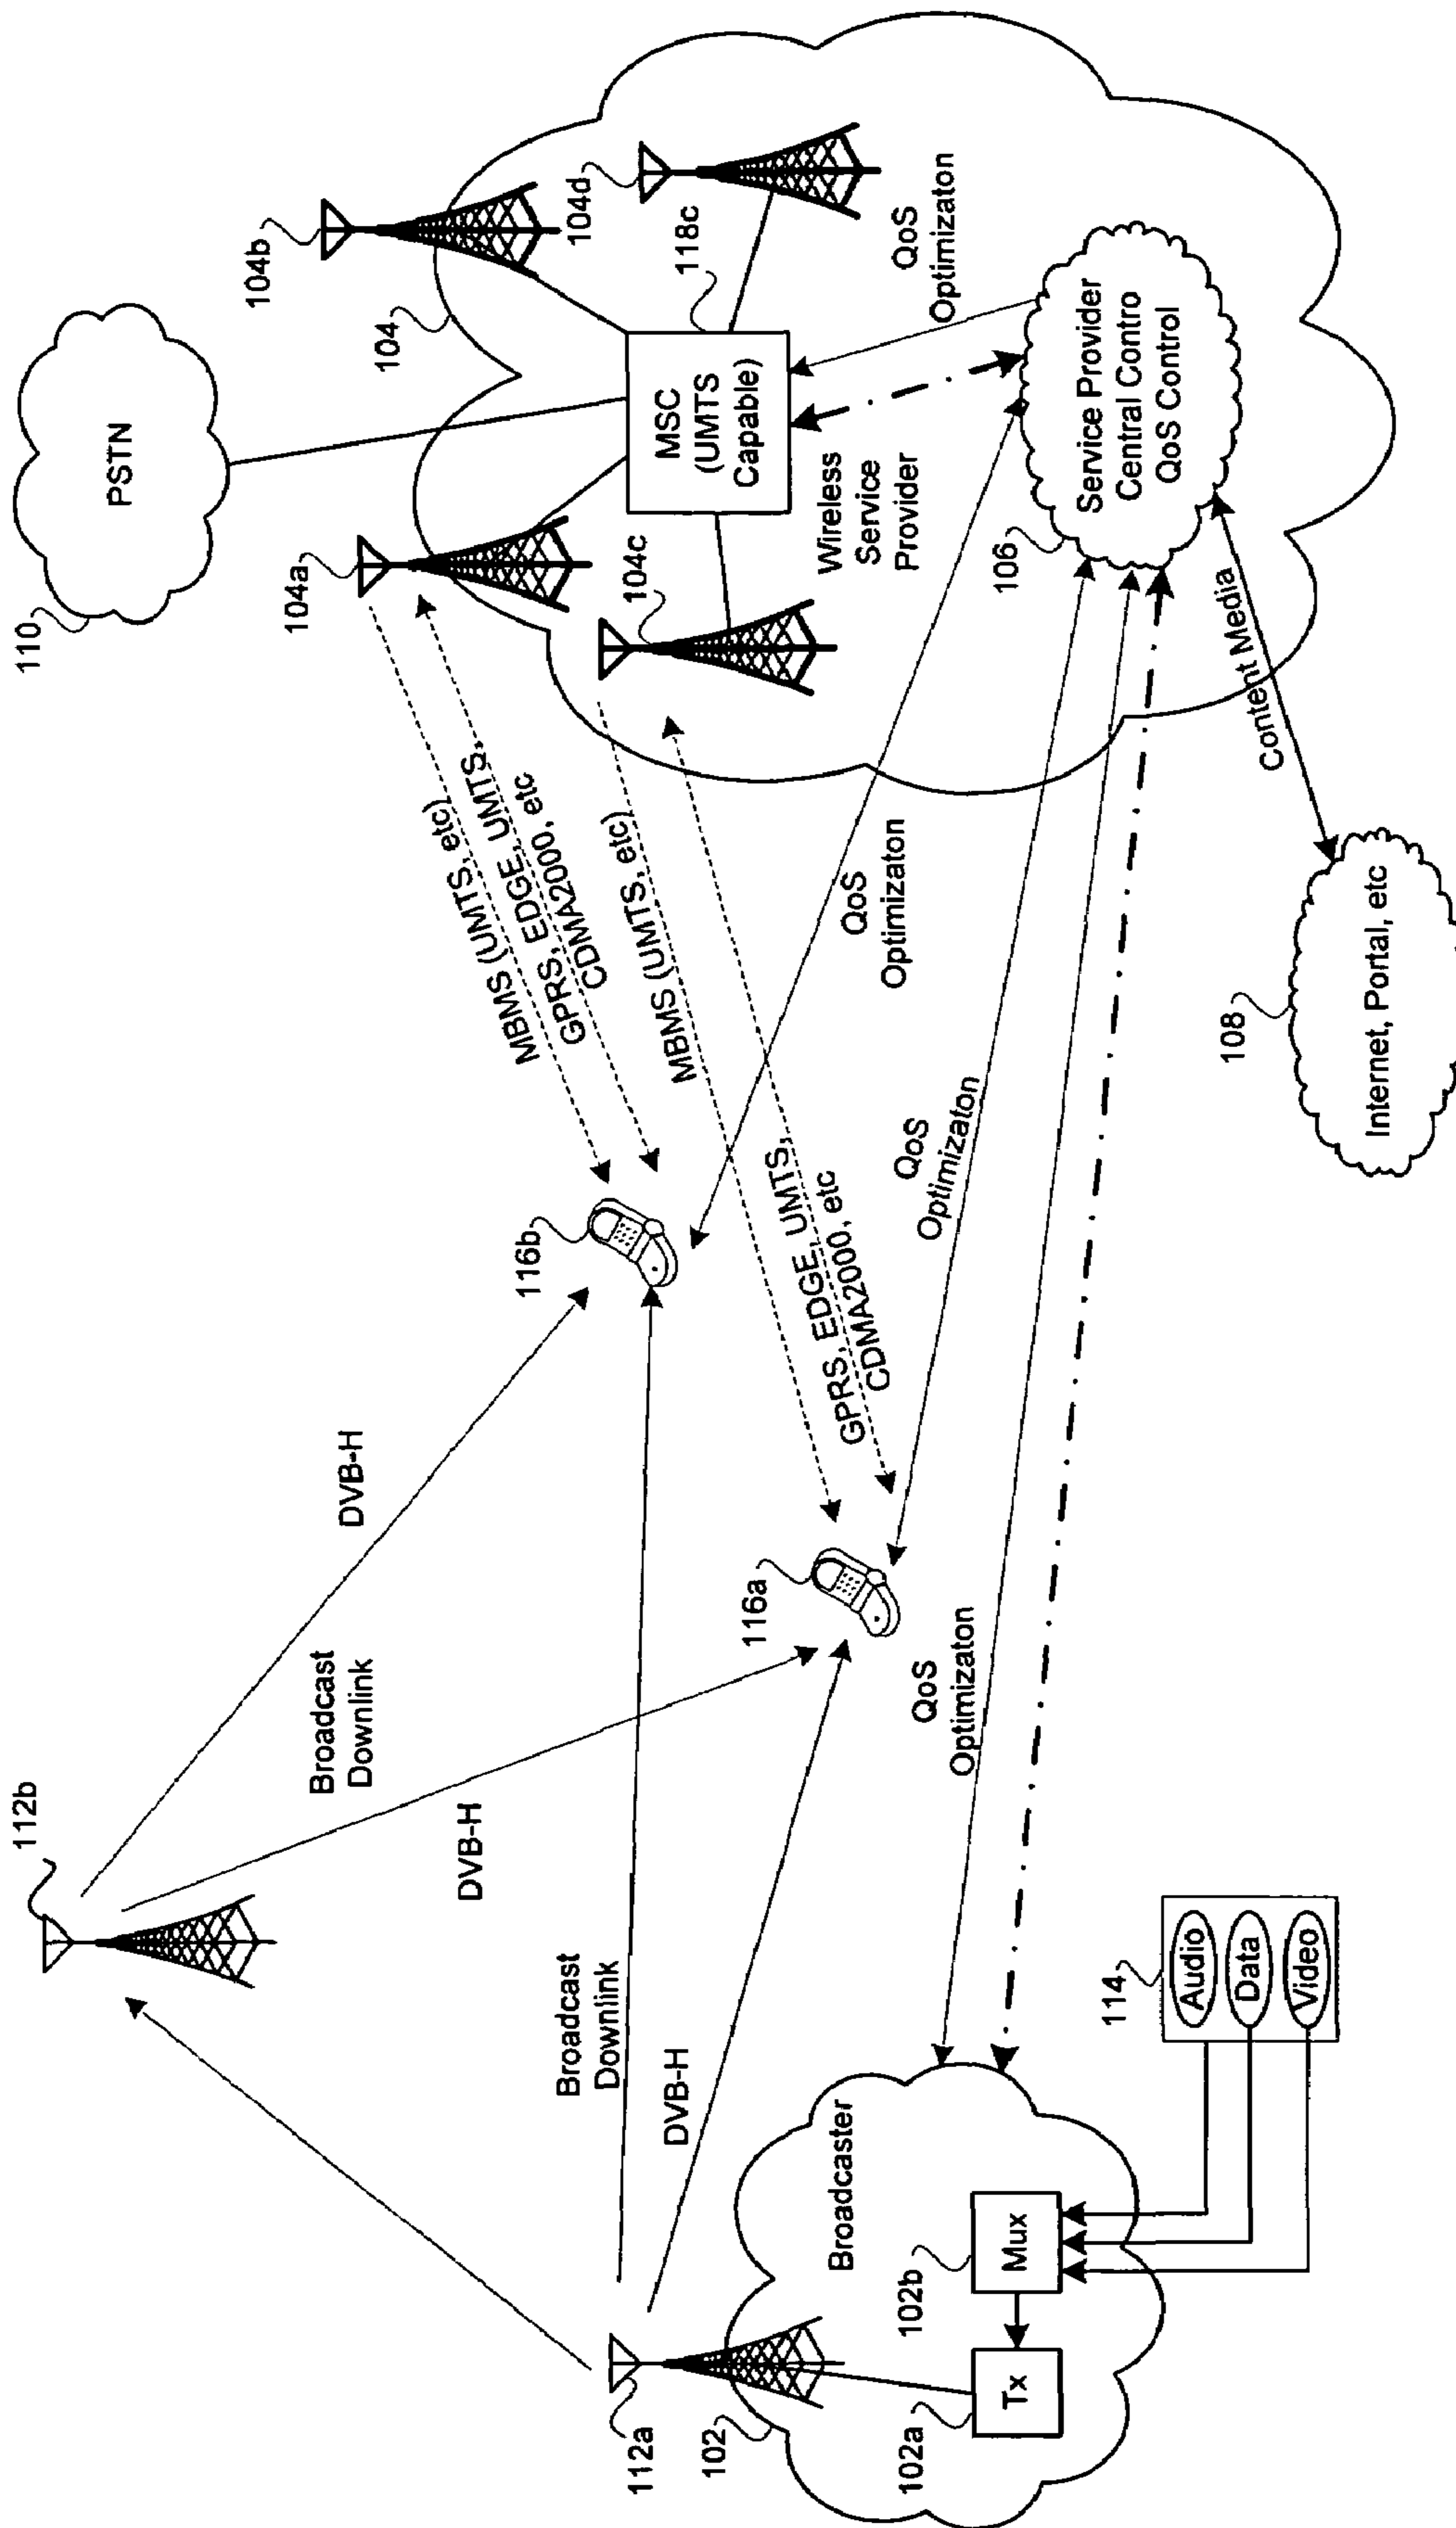 110
PSTN
104b
104
104a
104d
118c
MSC
(UMTS
Capable)
QoS
Optimizaton
104c
Wireless
Service
Provider
106
Service Provider
Central Contro
QoS Control
Content Media
108
Internet, Portal, etc
MBMS (UMTS, etc)
GPRS, EDGE, UMTS,
CDMA2000, etc
MBMS (UMTS, etc)
GPRS, EDGE, UMTS,
CDMA2000, etc
QoS
Optimizaton
QoS
Optimizaton
QoS
Optimizaton
116b
116a
112b
DVB-H
Broadcast
Downlink
DVB-H
Broadcast
Downlink
DVB-H
112a
102
Broadcaster
102a
Tx
102b
Mux
114
Audio
Data
Video